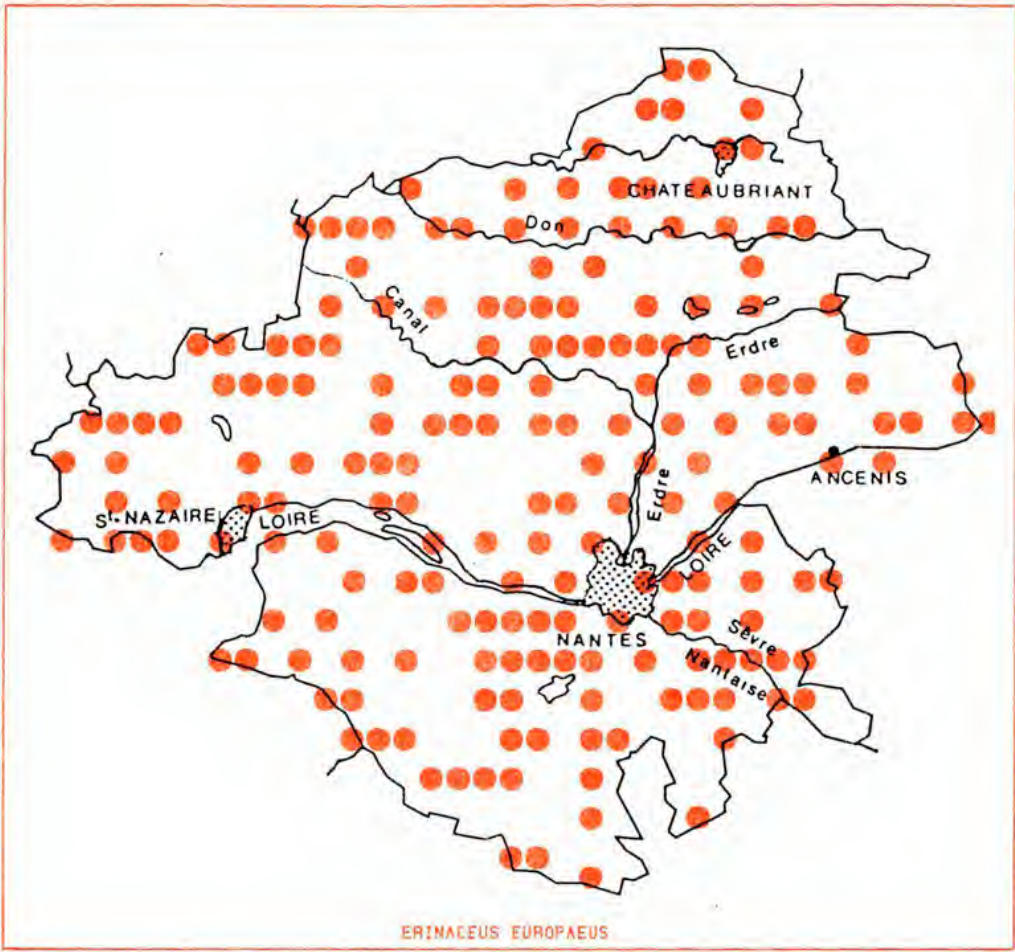 CHATEAUBRIANT
Don
Canal
Erdre
ANCENIS
Erdre
St-NAZAIRE
LOIRE
LOIRE
NANTES
Sèvre
Nantaise
ERINACEUS EUROPAEUS